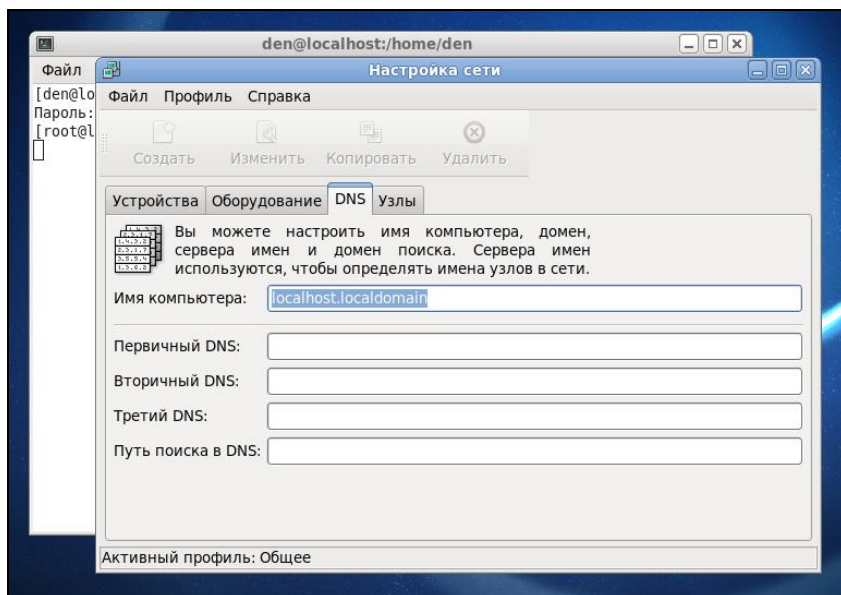 den@localhost:/home/den
Файл
[den@lo
Пароль:
[root@l
Настройка сети
Файл Профиль Справка
Создать Изменить Копировать Удалить
Устройства Оборудование DNS Узлы
Вы можете настроить имя компьютера, домен,
сервера имен и домен поиска. Сервера имен
используются, чтобы определять имена узлов в сети.
Имя компьютера: localhost.localdomain
Первичный DNS:
Вторичный DNS:
Третий DNS:
Путь поиска в DNS:
Активный профиль: Общее